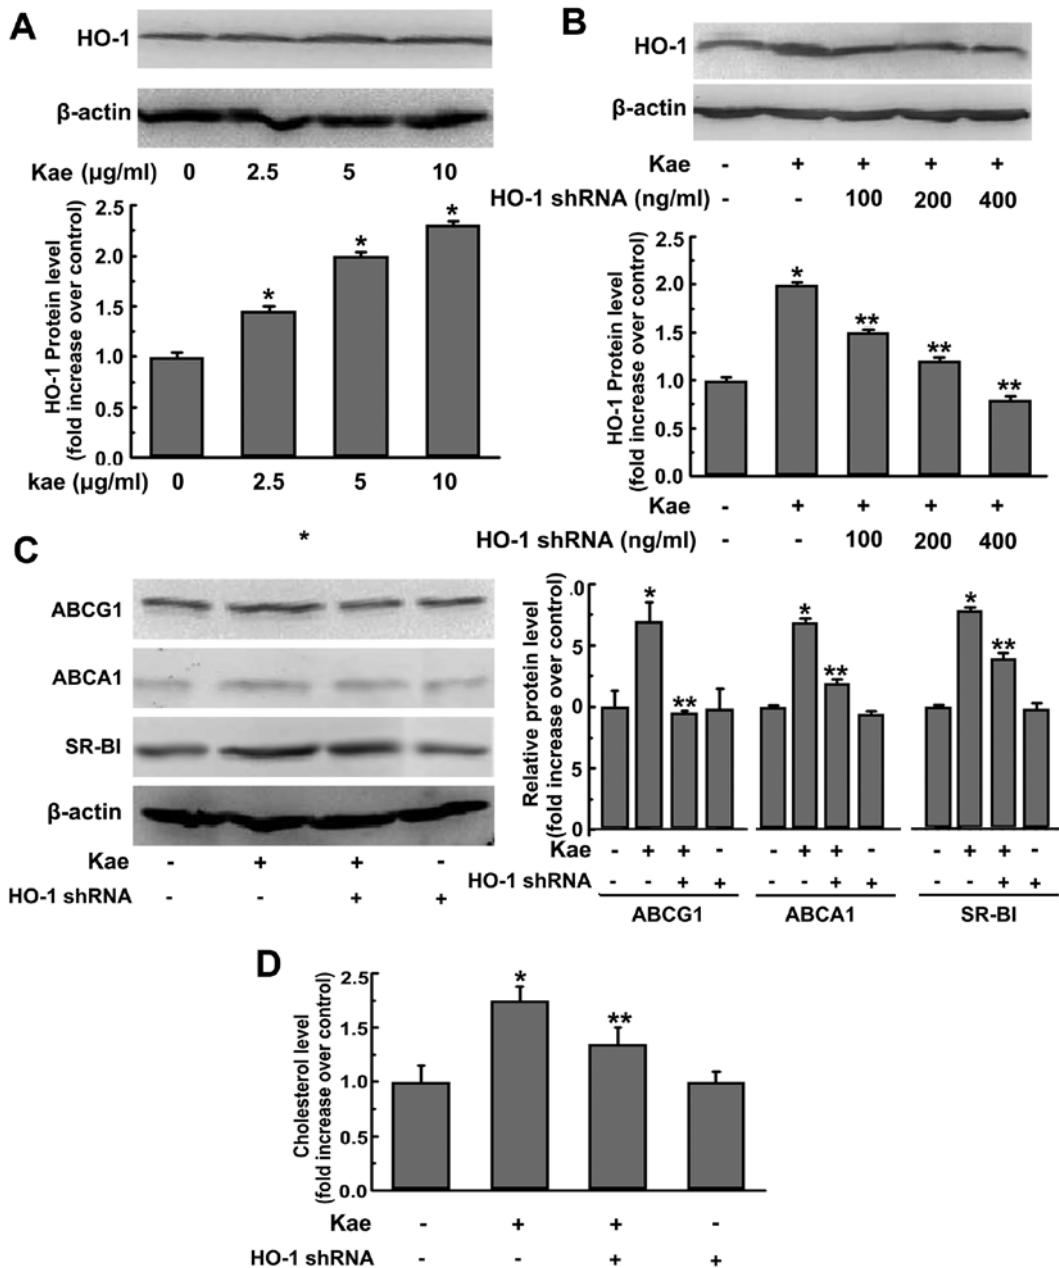 A
HO-1
β-actin
Kae (μg/ml) 0 2.5 5 10
HO-1 Protein level
(fold increase over control)
2.5
2.0
1.5
1.0
0.5
0.0
* * *
kae (μg/ml) 0 2.5 5 10
B
HO-1
β-actin
Kae - + + + +
HO-1 shRNA (ng/ml) - - 100 200 400
HO-1 Protein level
(fold increase over control)
2.5
2.0
1.5
1.0
0.5
0.0
* ** ** **
Kae - + + + +
HO-1 shRNA (ng/ml) - - 100 200 400
C
*
ABCG1
ABCA1
SR-BI
β-actin
Kae - + + -
HO-1 shRNA - - + +
Relative protein level
(fold increase over control)
.0
5
0
5
0
* ** * ** * **
Kae - + + - - + + - - + + -
HO-1 shRNA - - + + - - + + - - + +
ABCG1 ABCA1 SR-BI
D
Cholesterol level
(fold increase over control)
2.5
1.5
1.0
0.5
0.0
* **
Kae - + + -
HO-1 shRNA - - + +